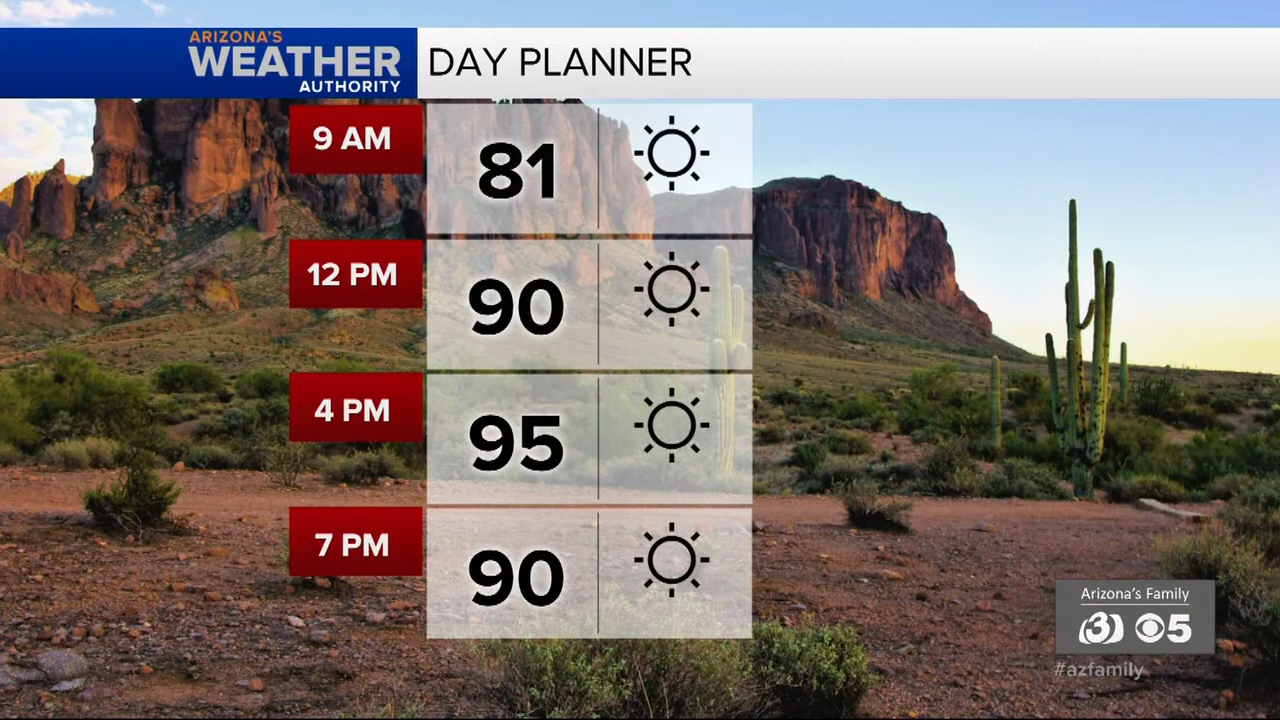 ARIZONA'S
WEATHER
AUTHORITY
DAY PLANNER
9 AM 81
12 PM 90
4 PM 95
7 PM 90
Arizona's Family
3 5
#azfamily